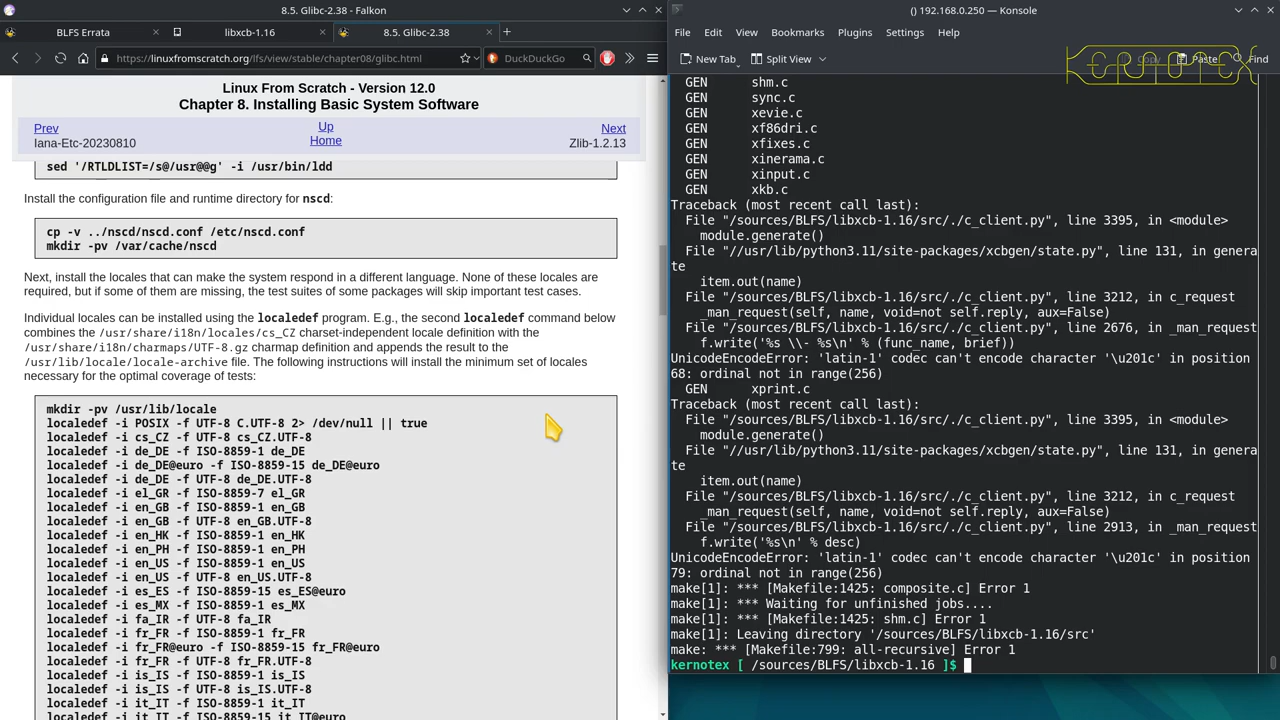 8.5. Glibc-2.38 - Falkon
BLFS Errata
libxcb-1.16
8.5. Glibc-2.38
https://linuxfromscratch.org/lfs/view/stable/chapter08/glibc.html
DuckDuckGo
Linux From Scratch - Version 12.0
Chapter 8. Installing Basic System Software
Prev
Up
Next
Iana-Etc-20230810
Home
Zlib-1.2.13
sed '/RTLDLIST=/s@/usr@@g' -i /usr/bin/ldd
Install the configuration file and runtime directory for nscd:
cp -v ../nscd/nscd.conf /etc/nscd.conf
mkdir -pv /var/cache/nscd
Next, install the locales that can make the system respond in a different language. None of these locales are
required, but if some of them are missing, the test suites of some packages will skip important test cases.
Individual locales can be installed using the localedef program. E.g., the second localedef command below
combines the /usr/share/i18n/locales/cs_CZ charset-independent locale definition with the
/usr/share/i18n/charmaps/UTF-8.gz charmap definition and appends the result to the
/usr/lib/locale/locale-archive file. The following instructions will install the minimum set of locales
necessary for the optimal coverage of tests:
mkdir -pv /usr/lib/locale
localedef -i POSIX -f UTF-8 C.UTF-8 2> /dev/null || true
localedef -i cs_CZ -f UTF-8 cs_CZ.UTF-8
localedef -i de_DE -f ISO-8859-1 de_DE
localedef -i de_DE@euro -f ISO-8859-15 de_DE@euro
localedef -i de_DE -f UTF-8 de_DE.UTF-8
localedef -i el_GR -f ISO-8859-7 el_GR
localedef -i en_GB -f ISO-8859-1 en_GB
localedef -i en_GB -f UTF-8 en_GB.UTF-8
localedef -i en_HK -f ISO-8859-1 en_HK
localedef -i en_PH -f ISO-8859-1 en_PH
localedef -i en_US -f ISO-8859-1 en_US
localedef -i en_US -f UTF-8 en_US.UTF-8
localedef -i es_ES -f ISO-8859-15 es_ES@euro
localedef -i es_MX -f ISO-8859-1 es_MX
localedef -i fa_IR -f UTF-8 fa_IR
localedef -i fr_FR -f ISO-8859-1 fr_FR
localedef -i fr_FR@euro -f ISO-8859-15 fr_FR@euro
localedef -i fr_FR -f UTF-8 fr_FR.UTF-8
localedef -i is_IS -f ISO-8859-1 is_IS
localedef -i is_IS -f UTF-8 is_IS.UTF-8
localedef -i it_IT -f ISO-8859-1 it_IT
localedef -i it_IT -f ISO-8859-15 it_IT@euro
() 192.168.0.250 — Konsole
File Edit View Bookmarks Plugins Settings Help
New Tab Split View Copy Paste Find
KERNOTEX
GEN shm.c
GEN sync.c
GEN xevie.c
GEN xf86dri.c
GEN xfixes.c
GEN xinerama.c
GEN xinput.c
GEN xkb.c
Traceback (most recent call last):
File "/sources/BLFS/libxcb-1.16/src/./c_client.py", line 3395, in <module>
module.generate()
File "//usr/lib/python3.11/site-packages/xcbgen/state.py", line 131, in genera
te
item.out(name)
File "/sources/BLFS/libxcb-1.16/src/./c_client.py", line 3212, in c_request
_man_request(self, name, void=not self.reply, aux=False)
File "/sources/BLFS/libxcb-1.16/src/./c_client.py", line 2676, in _man_request
f.write('%s \\- %s\n' % (func_name, brief))
UnicodeEncodeError: 'latin-1' codec can't encode character '\u201c' in position
68: ordinal not in range(256)
GEN xprint.c
Traceback (most recent call last):
File "/sources/BLFS/libxcb-1.16/src/./c_client.py", line 3395, in <module>
module.generate()
File "//usr/lib/python3.11/site-packages/xcbgen/state.py", line 131, in genera
te
item.out(name)
File "/sources/BLFS/libxcb-1.16/src/./c_client.py", line 3212, in c_request
_man_request(self, name, void=not self.reply, aux=False)
File "/sources/BLFS/libxcb-1.16/src/./c_client.py", line 2913, in _man_request
f.write('%s\n' % desc)
UnicodeEncodeError: 'latin-1' codec can't encode character '\u201c' in position
79: ordinal not in range(256)
make[1]: *** [Makefile:1425: composite.c] Error 1
make[1]: *** Waiting for unfinished jobs....
make[1]: *** [Makefile:1425: shm.c] Error 1
make[1]: Leaving directory '/sources/BLFS/libxcb-1.16/src'
make: *** [Makefile:799: all-recursive] Error 1
kernotex [ /sources/BLFS/libxcb-1.16 ]$